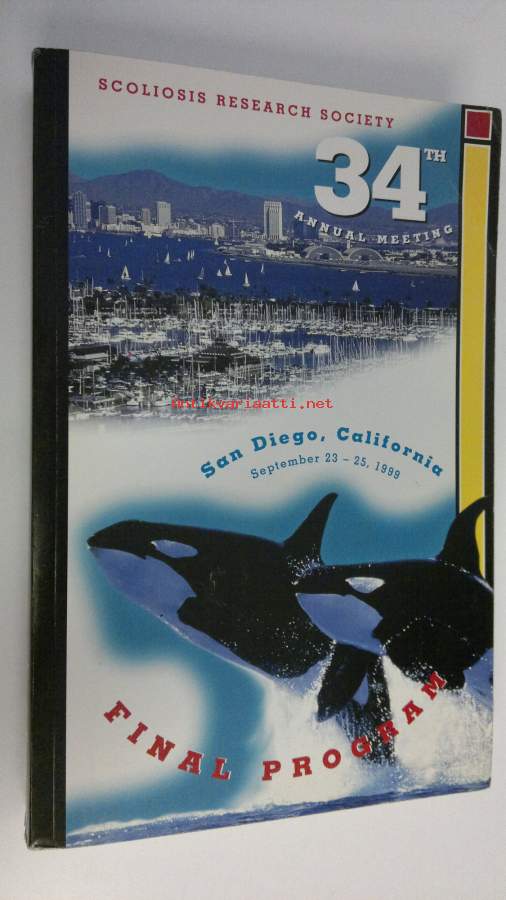 SCOLIOSIS RESEARCH SOCIETY
34TH
ANNUAL MEETING
antikvariaatti.net
San Diego, California
September 23 – 25, 1999
FINAL PROGRAM